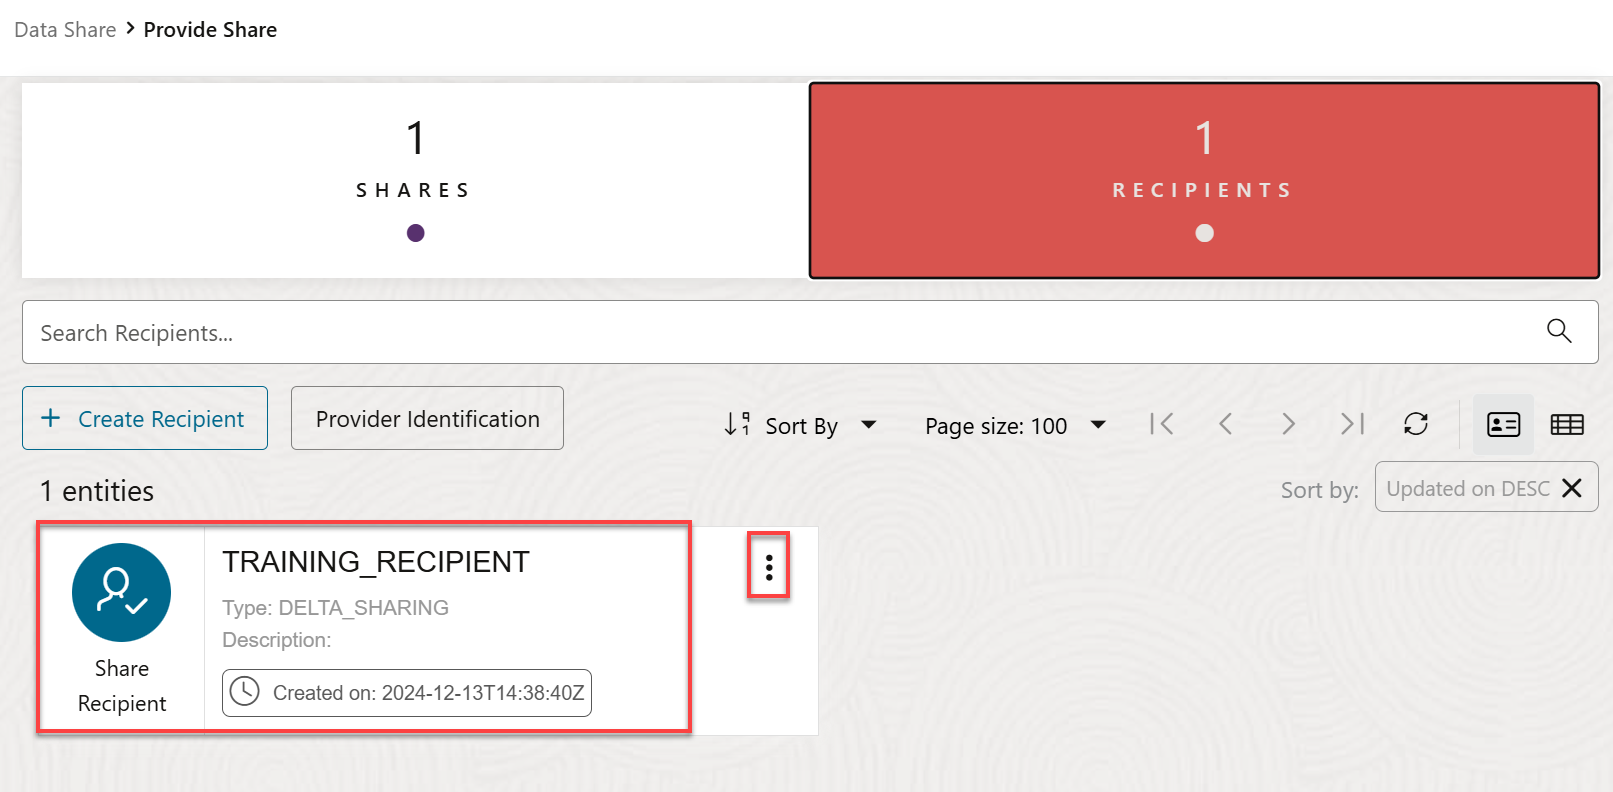 Data Share > Provide Share
1
SHARES
1
RECIPIENTS
Search Recipients...
+ Create Recipient
Provider Identification
Sort By
Page size: 100
1 entities
Sort by:
Updated on DESC
Share
Recipient
TRAINING_RECIPIENT
Type: DELTA_SHARING
Description:
Created on: 2024-12-13T14:38:40Z